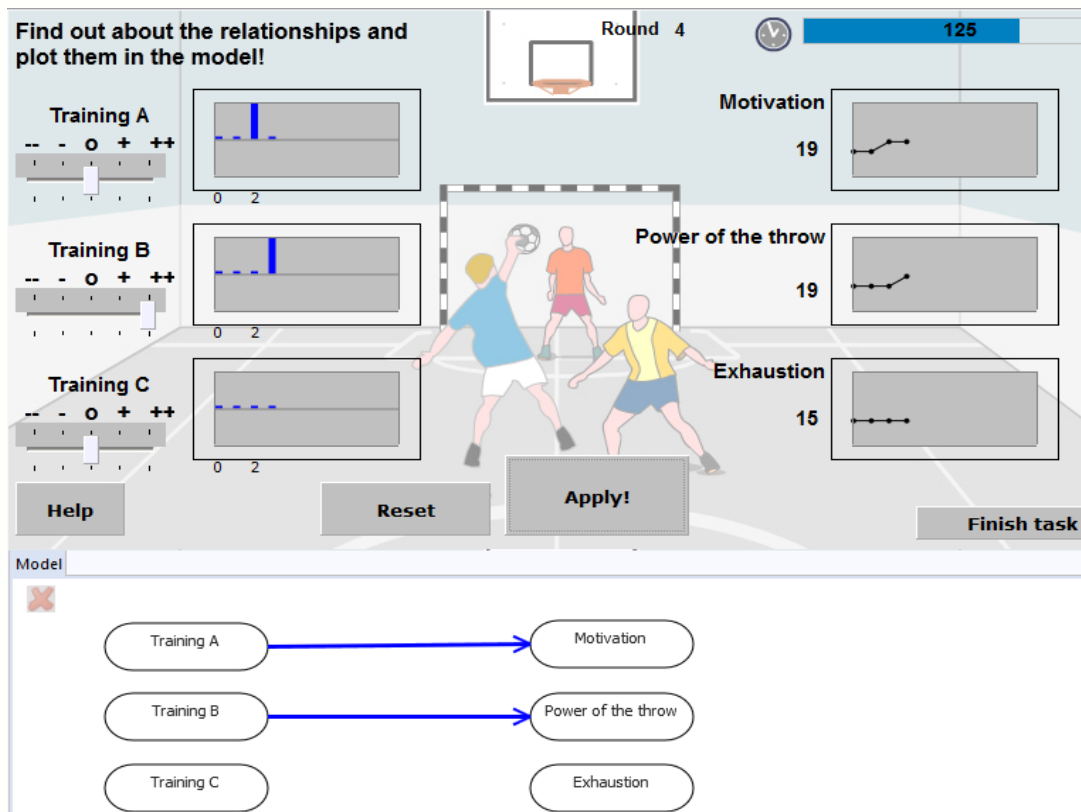 Find out about the relationships and
plot them in the model!
Round 4
125
Training A
-- - o + ++
0 2
Motivation
19
Training B
-- - o + ++
0 2
Power of the throw
19
Training C
-- - o + ++
0 2
Exhaustion
15
Help
Reset
Apply!
Finish task
Model
Training A
Motivation
Training B
Power of the throw
Training C
Exhaustion